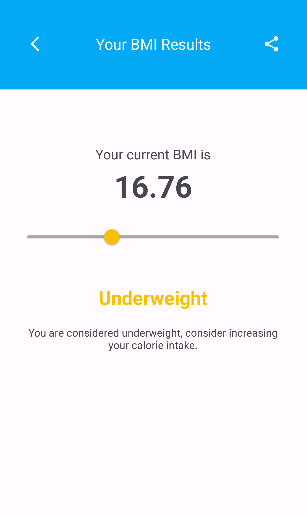 Your BMI Results
Your current BMI is
16.76
Underweight
You are considered underweight, consider increasing
your calorie intake.